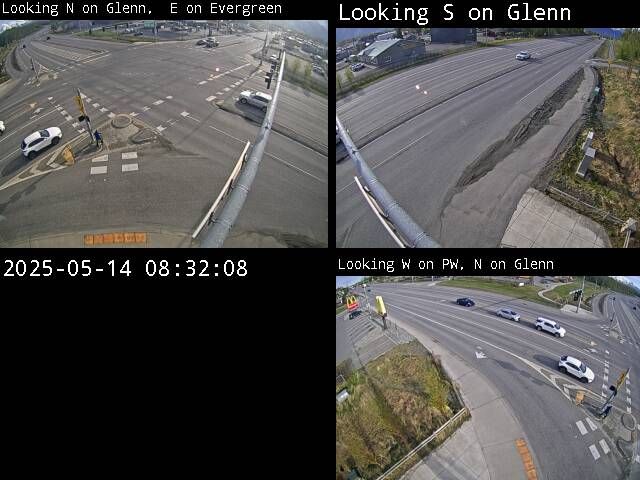 Looking N on Glenn,  E on Evergreen
Looking S on Glenn
2025-05-14 08:32:08
Looking W on PW, N on Glenn